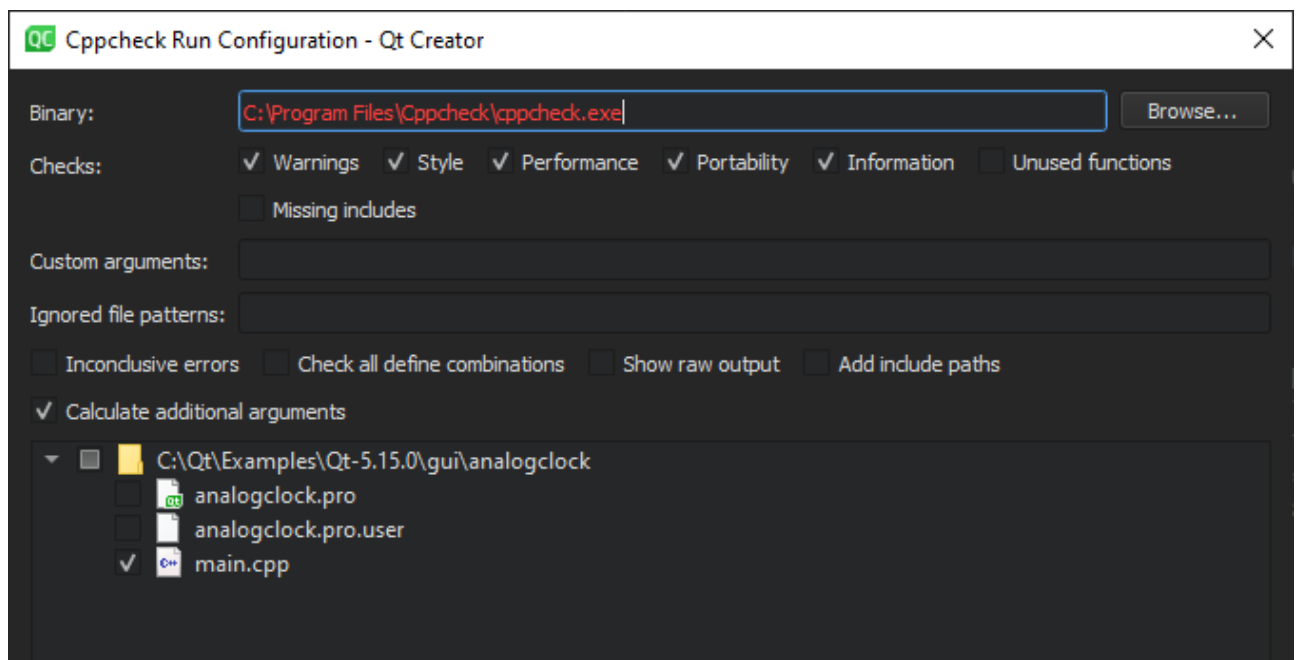 QC Cppcheck Run Configuration - Qt Creator
Binary: C:\Program Files\Cppcheck\cppcheck.exe Browse...
Checks: Warnings Style Performance Portability Information Unused functions
Missing includes
Custom arguments:
Ignored file patterns:
Inconclusive errors Check all define combinations Show raw output Add include paths
Calculate additional arguments
C:\Qt\Examples\Qt-5.15.0\gui\analogclock
Qt analogclock.pro
analogclock.pro.user
C++ main.cpp